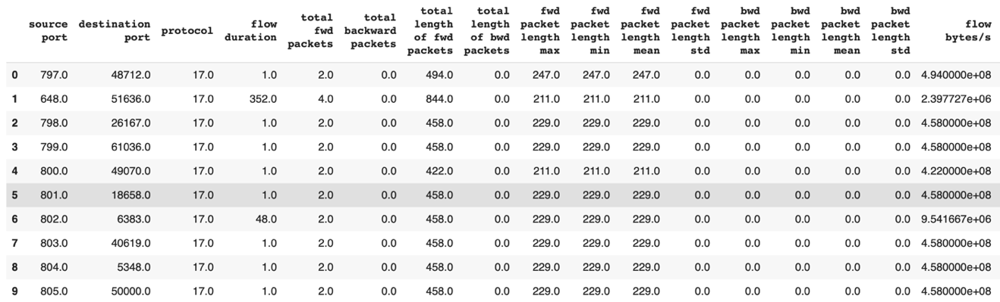 source port destination port protocol flow duration total fwd packets total backward packets total length of fwd packets total length of bwd packets fwd packet length max fwd packet length min fwd packet length mean fwd packet length std bwd packet length max bwd packet length min bwd packet length mean bwd packet length std flow bytes/s
0 797.0 48712.0 17.0 1.0 2.0 0.0 494.0 0.0 247.0 247.0 247.0 0.0 0.0 0.0 0.0 0.0 4.940000e+08
1 648.0 51636.0 17.0 352.0 4.0 0.0 844.0 0.0 211.0 211.0 211.0 0.0 0.0 0.0 0.0 0.0 2.397727e+06
2 798.0 26167.0 17.0 1.0 2.0 0.0 458.0 0.0 229.0 229.0 229.0 0.0 0.0 0.0 0.0 0.0 4.580000e+08
3 799.0 61036.0 17.0 1.0 2.0 0.0 458.0 0.0 229.0 229.0 229.0 0.0 0.0 0.0 0.0 0.0 4.580000e+08
4 800.0 49070.0 17.0 1.0 2.0 0.0 422.0 0.0 211.0 211.0 211.0 0.0 0.0 0.0 0.0 0.0 4.220000e+08
5 801.0 18658.0 17.0 1.0 2.0 0.0 458.0 0.0 229.0 229.0 229.0 0.0 0.0 0.0 0.0 0.0 4.580000e+08
6 802.0 6383.0 17.0 48.0 2.0 0.0 458.0 0.0 229.0 229.0 229.0 0.0 0.0 0.0 0.0 0.0 9.541667e+06
7 803.0 40619.0 17.0 1.0 2.0 0.0 458.0 0.0 229.0 229.0 229.0 0.0 0.0 0.0 0.0 0.0 4.580000e+08
8 804.0 5348.0 17.0 1.0 2.0 0.0 458.0 0.0 229.0 229.0 229.0 0.0 0.0 0.0 0.0 0.0 4.580000e+08
9 805.0 50000.0 17.0 1.0 2.0 0.0 458.0 0.0 229.0 229.0 229.0 0.0 0.0 0.0 0.0 0.0 4.580000e+08